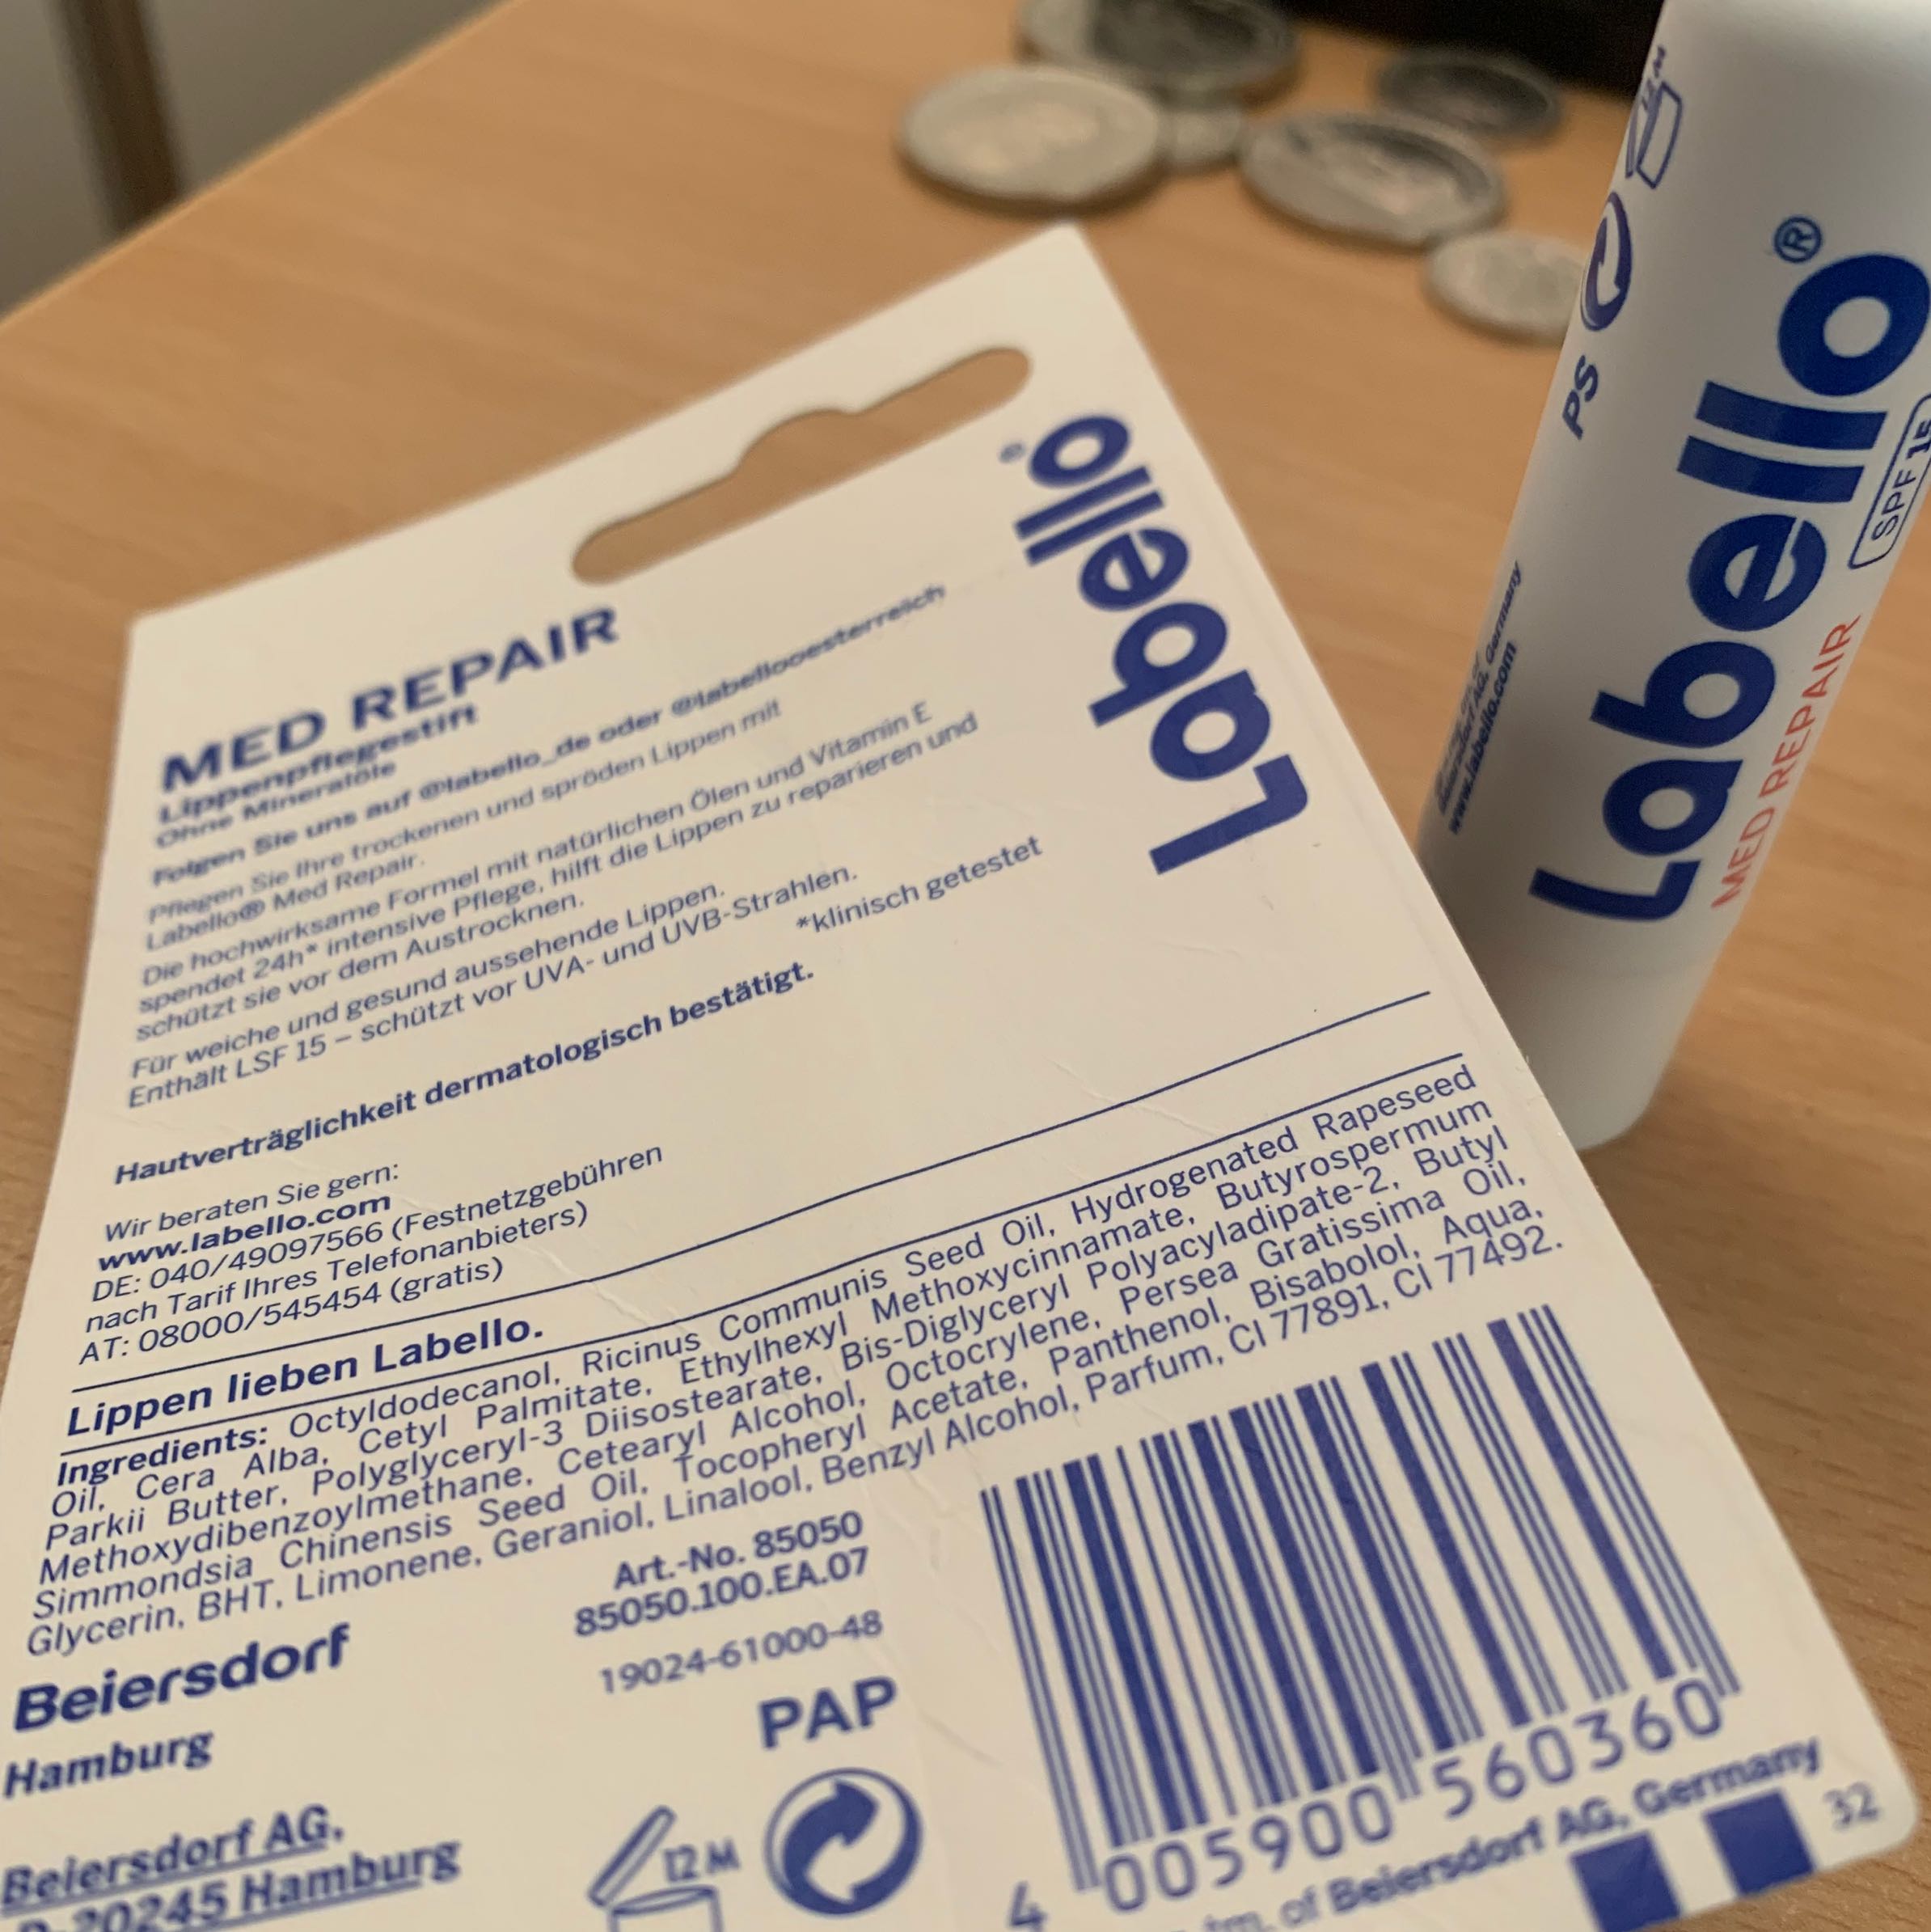 MED REPAIR
Lippenpflegestift
Ohne Mineralöle
Folgen Sie uns auf @labello_de oder @labellooesterreich
Pflegen Sie Ihre trockenen und spröden Lippen mit
Labello® Med Repair.
Die hochwirksame Formel mit natürlichen Ölen und Vitamin E
spendet 24h* intensive Pflege, hilft die Lippen zu reparieren und
schützt sie vor dem Austrocknen.
Für weiche und gesund aussehende Lippen.
Enthält LSF 15 – schützt vor UVA- und UVB-Strahlen.
*klinisch getestet
Hautverträglichkeit dermatologisch bestätigt.
Wir beraten Sie gern:
www.labello.com
DE: 040/49097566 (Festnetzgebühren
nach Tarif Ihres Telefonanbieters)
AT: 08000/545454 (gratis)
Lippen lieben Labello.
Ingredients: Octyldodecanol, Ricinus Communis Seed Oil, Hydrogenated Rapeseed
Oil, Cera Alba, Cetyl Palmitate, Ethylhexyl Methoxycinnamate, Butyrospermum
Parkii Butter, Polyglyceryl-3 Diisostearate, Bis-Diglyceryl Polyacyladipate-2, Butyl
Methoxydibenzoylmethane, Cetearyl Alcohol, Octocrylene, Persea Gratissima Oil,
Simmondsia Chinensis Seed Oil, Tocopheryl Acetate, Panthenol, Bisabolol, Aqua,
Glycerin, BHT, Limonene, Geraniol, Linalool, Benzyl Alcohol, Parfum, CI 77891, CI 77492.
Beiersdorf
Hamburg
Beiersdorf AG,
20245 Hamburg
Art.-No. 85050
85050.100.EA.07
19024-61000-48
PAP
12M
4 005900 560360
tm. of Beiersdorf AG, Germany
32
Labello®
PS
Labello®
SPF 15
MED REPAIR
Beiersdorf AG, Germany
www.labello.com